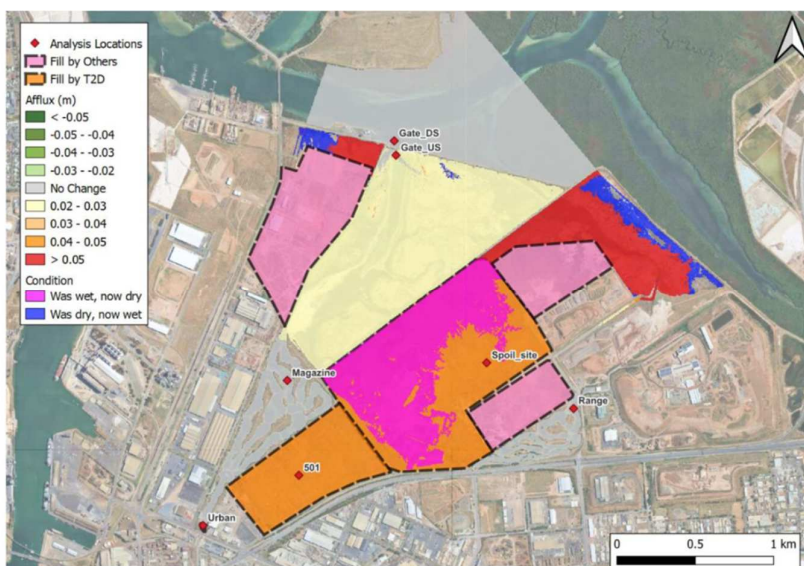 Analysis Locations
Fill by Others
Fill by T2D
Afflux (m)
< -0.05
-0.05 - -0.04
-0.04 - -0.03
-0.03 - -0.02
No Change
0.02 - 0.03
0.03 - 0.04
0.04 - 0.05
> 0.05
Condition
Was wet, now dry
Was dry, now wet
Gate_DS
Gate_US
Spoil_site
Magazine
Range
501
Urban
0 0.5 1 km